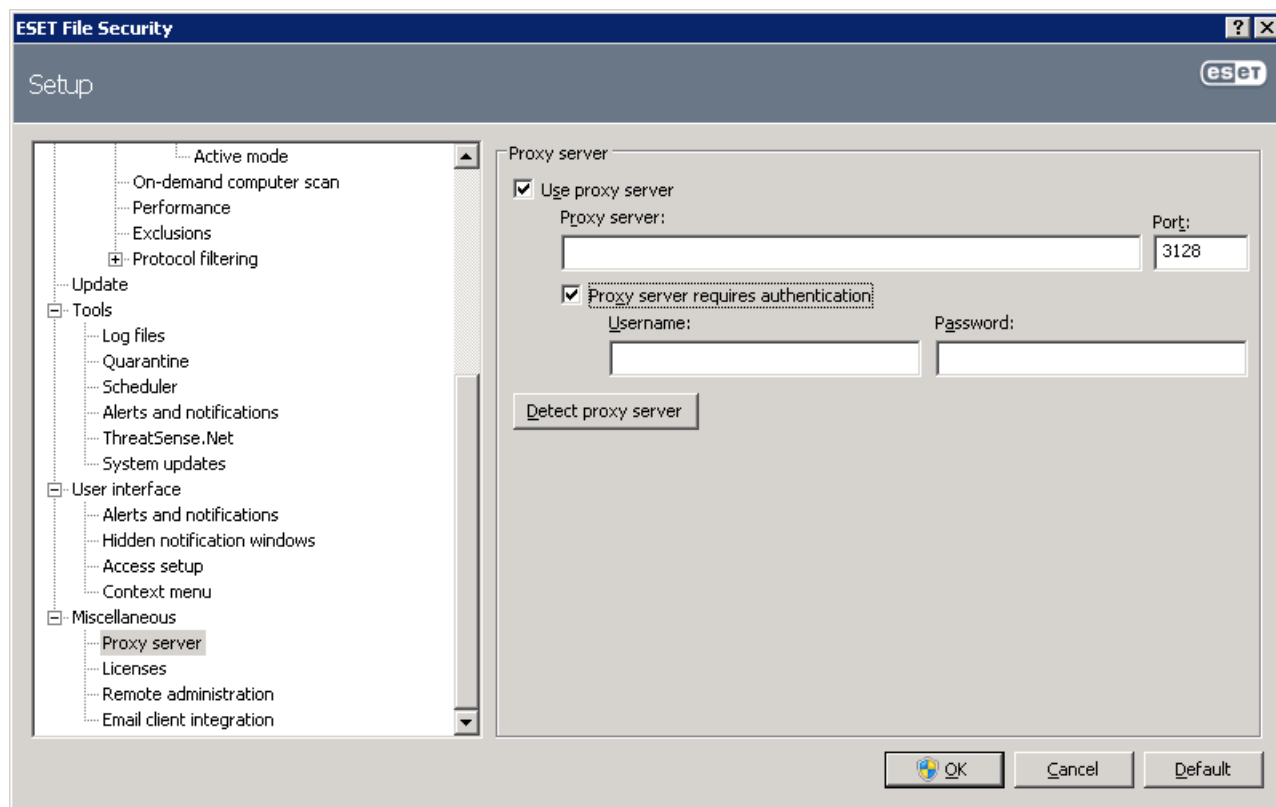 ESET File Security
?
eset
Setup
Active mode
On-demand computer scan
Performance
Exclusions
Protocol filtering
Update
Tools
Log files
Quarantine
Scheduler
Alerts and notifications
ThreatSense.Net
System updates
User interface
Alerts and notifications
Hidden notification windows
Access setup
Context menu
Miscellaneous
Proxy server
Licenses
Remote administration
Email client integration
Proxy server
Use proxy server
Proxy server:
Port:
3128
Proxy server requires authentication
Username:
Password:
Detect proxy server
OK
Cancel
Default